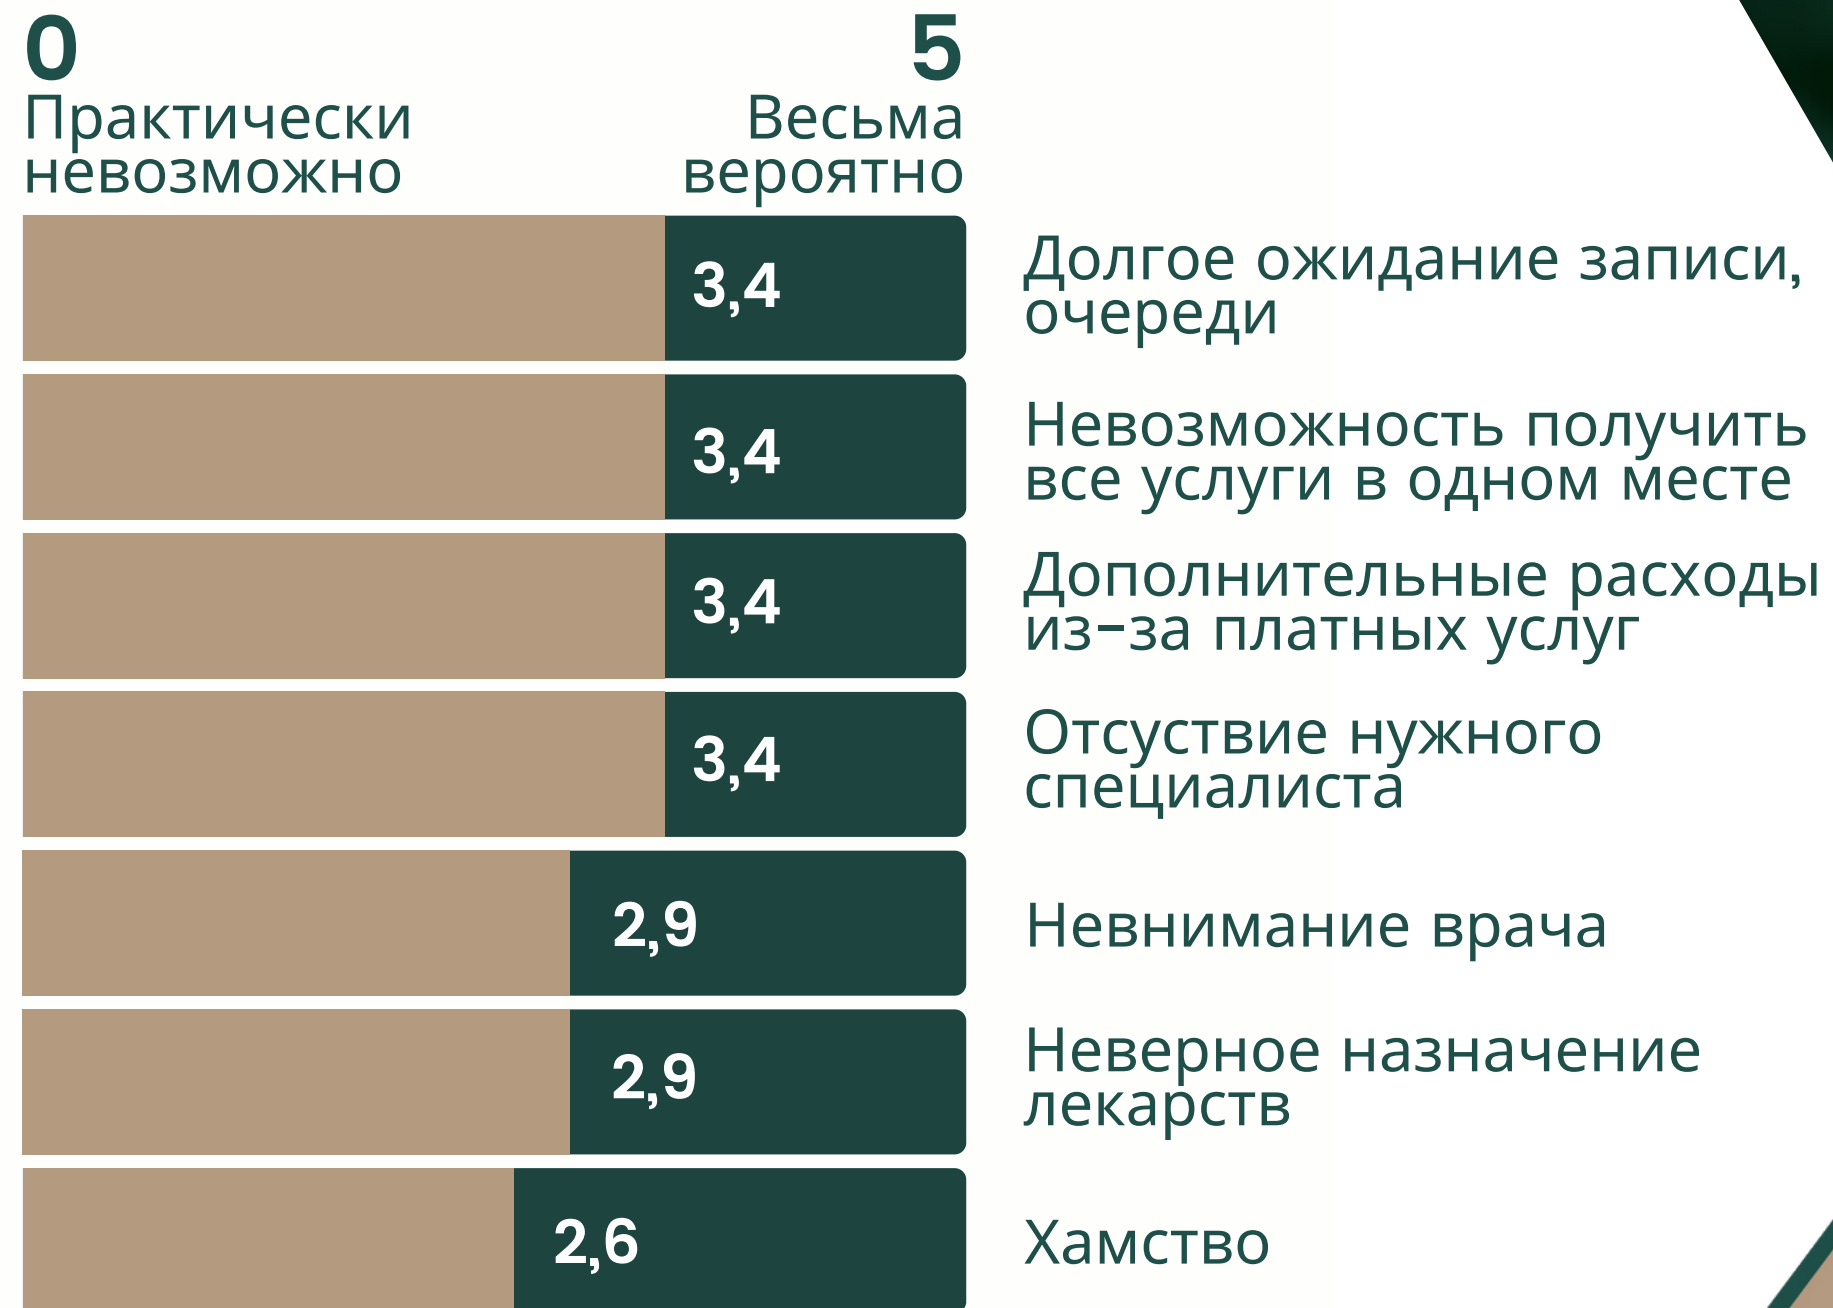 0
5
Практически
невозможно
Весьма
вероятно
3,4
Долгое ожидание записи,
очереди
3,4
Невозможность получить
все услуги в одном месте
3,4
Дополнительные расходы
из-за платных услуг
3,4
Отсуствие нужного
специалиста
2,9
Невнимание врача
2,9
Неверное назначение
лекарств
2,6
Хамство